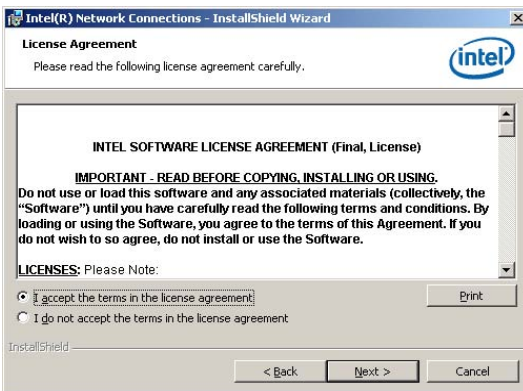 Intel(R) Network Connections - InstallShield Wizard
License Agreement
Please read the following license agreement carefully.
intel
INTEL SOFTWARE LICENSE AGREEMENT (Final, License)
IMPORTANT - READ BEFORE COPYING, INSTALLING OR USING.
Do not use or load this software and any associated materials (collectively, the
“Software”) until you have carefully read the following terms and conditions. By
loading or using the Software, you agree to the terms of this Agreement. If you
do not wish to so agree, do not install or use the Software.
LICENSES: Please Note:
I accept the terms in the license agreement
Print
I do not accept the terms in the license agreement
InstallShield
< Back
Next >
Cancel